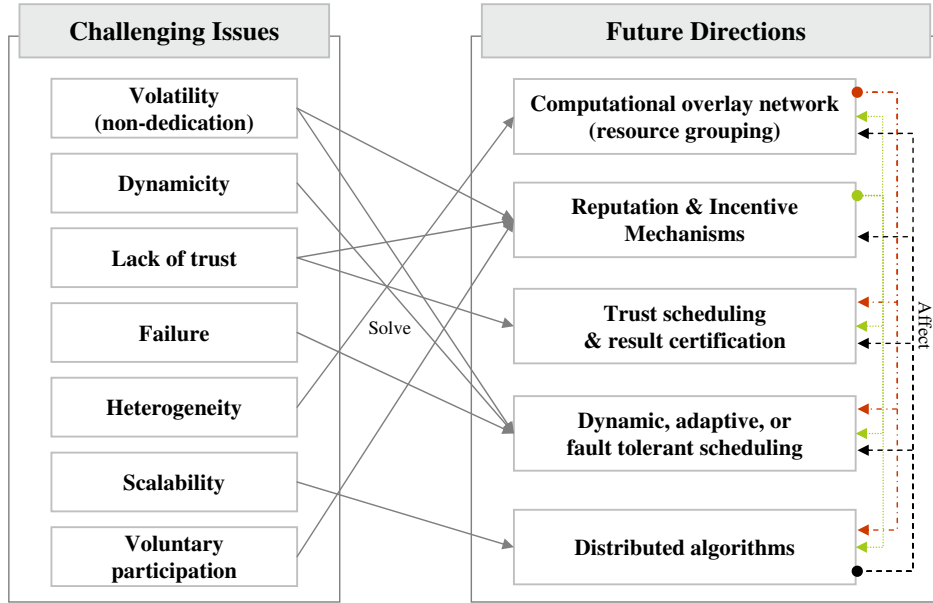 Challenging Issues
Volatility
(non-dedication)
Dynamicity
Lack of trust
Failure
Heterogeneity
Scalability
Voluntary
participation
Solve
Future Directions
Computational overlay network
(resource grouping)
Reputation & Incentive
Mechanisms
Trust scheduling
& result certification
Dynamic, adaptive, or
fault tolerant scheduling
Distributed algorithms
Affect